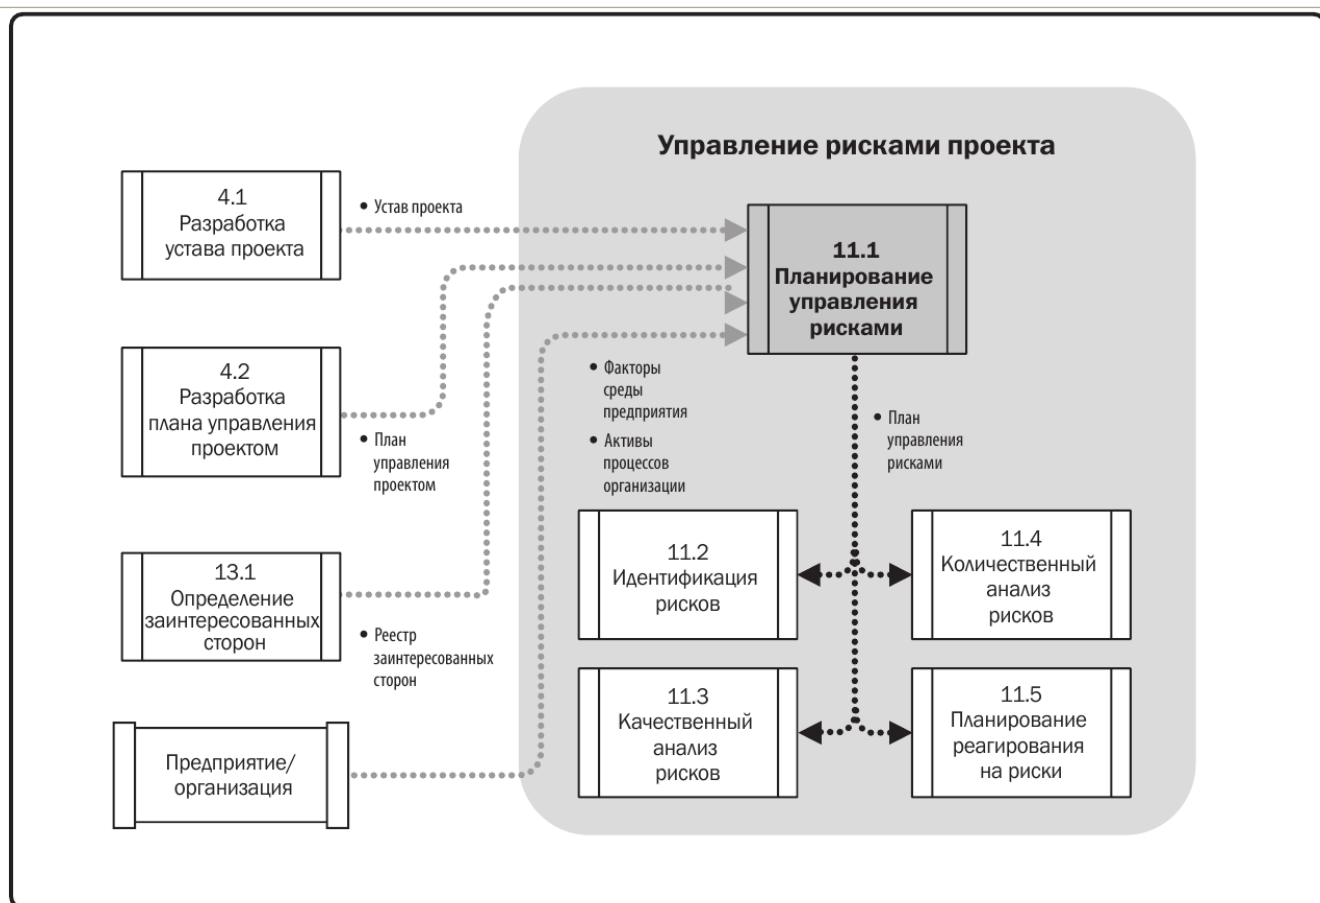 Управление рисками проекта
4.1
Разработка
устава проекта
• Устав проекта
11.1
Планирование
управления
рисками
4.2
Разработка
плана управления
проектом
• План
управления
проектом
• Факторы
среды
предприятия
• Активы
процессов
организации
• План
управления
рисками
13.1
Определение
заинтересованных
сторон
• Реестр
заинтересованных
сторон
11.2
Идентификация
рисков
11.4
Количественный
анализ
рисков
11.3
Качественный
анализ
рисков
11.5
Планирование
реагирования
на риски
Предприятие/
организация